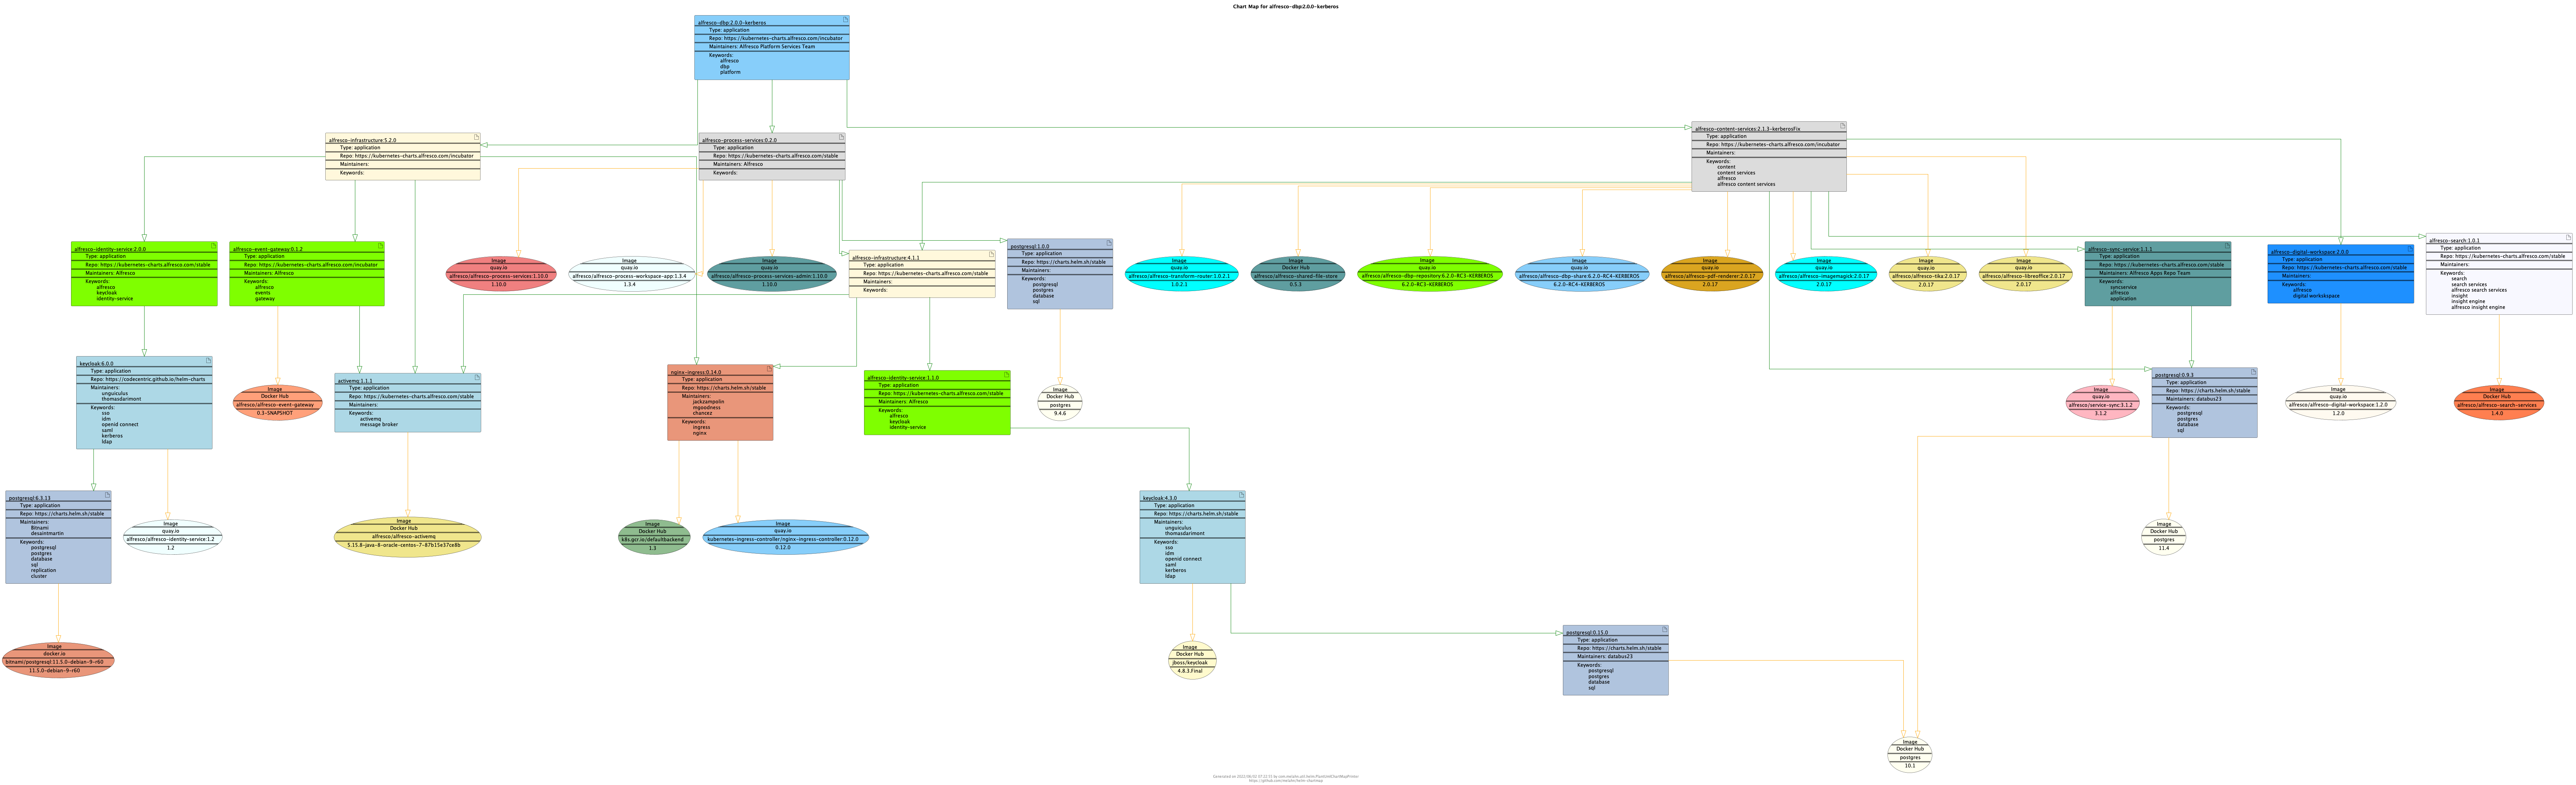 Chart Map for alfresco-dbp:2.0.0-kerberos
alfresco-dbp:2.0.0-kerberos
Type: application
Repo: https://kubernetes-charts.alfresco.com/incubator
Maintainers: Alfresco Platform Services Team
Keywords:
alfresco
dbp
platform
alfresco-infrastructure:5.2.0
Type: application
Repo: https://kubernetes-charts.alfresco.com/incubator
Maintainers:
Keywords:
alfresco-process-services:0.2.0
Type: application
Repo: https://kubernetes-charts.alfresco.com/stable
Maintainers: Alfresco
Keywords:
alfresco-content-services:2.1.3-kerberosFix
Type: application
Repo: https://kubernetes-charts.alfresco.com/incubator
Maintainers:
Keywords:
content
content services
alfresco
alfresco content services
alfresco-identity-service:2.0.0
Type: application
Repo: https://kubernetes-charts.alfresco.com/stable
Maintainers: Alfresco
Keywords:
alfresco
keycloak
identity-service
alfresco-event-gateway:0.1.2
Type: application
Repo: https://kubernetes-charts.alfresco.com/incubator
Maintainers: Alfresco
Keywords:
alfresco
events
gateway
Image
quay.io
alfresco/alfresco-process-services:1.10.0
1.10.0
Image
quay.io
alfresco/alfresco-process-workspace-app:1.3.4
1.3.4
Image
quay.io
alfresco/alfresco-process-services-admin:1.10.0
1.10.0
alfresco-infrastructure:4.1.1
Type: application
Repo: https://kubernetes-charts.alfresco.com/stable
Maintainers:
Keywords:
postgresql:1.0.0
Type: application
Repo: https://charts.helm.sh/stable
Maintainers:
Keywords:
postgresql
postgres
database
sql
Image
quay.io
alfresco/alfresco-transform-router:1.0.2.1
1.0.2.1
Image
Docker Hub
alfresco/alfresco-shared-file-store
0.5.3
Image
quay.io
alfresco/alfresco-dbp-repository:6.2.0-RC3-KERBEROS
6.2.0-RC3-KERBEROS
Image
quay.io
alfresco/alfresco-dbp-share:6.2.0-RC4-KERBEROS
6.2.0-RC4-KERBEROS
Image
quay.io
alfresco/alfresco-pdf-renderer:2.0.17
2.0.17
Image
quay.io
alfresco/alfresco-imagemagick:2.0.17
2.0.17
Image
quay.io
alfresco/alfresco-tika:2.0.17
2.0.17
Image
quay.io
alfresco/alfresco-libreoffice:2.0.17
2.0.17
alfresco-sync-service:1.1.1
Type: application
Repo: https://kubernetes-charts.alfresco.com/stable
Maintainers: Alfresco Apps Repo Team
Keywords:
syncservice
alfresco
application
alfresco-digital-workspace:2.0.0
Type: application
Repo: https://kubernetes-charts.alfresco.com/stable
Maintainers:
Keywords:
alfresco
digital workskspace
alfresco-search:1.0.1
Type: application
Repo: https://kubernetes-charts.alfresco.com/stable
Maintainers:
Keywords:
search
search services
alfresco search services
insight
insight engine
alfresco insight engine
keycloak:6.0.0
Type: application
Repo: https://codecentric.github.io/helm-charts
Maintainers:
unguiculus
thomasdarimont
Keywords:
sso
idm
openid connect
saml
kerberos
ldap
Image
Docker Hub
alfresco/alfresco-event-gateway
0.3-SNAPSHOT
activemq:1.1.1
Type: application
Repo: https://kubernetes-charts.alfresco.com/stable
Maintainers:
Keywords:
activemq
message broker
nginx-ingress:0.14.0
Type: application
Repo: https://charts.helm.sh/stable
Maintainers:
jackzampolin
mgoodness
chancez
Keywords:
ingress
nginx
alfresco-identity-service:1.1.0
Type: application
Repo: https://kubernetes-charts.alfresco.com/stable
Maintainers: Alfresco
Keywords:
alfresco
keycloak
identity-service
Image
Docker Hub
postgres
9.4.6
Image
quay.io
alfresco/service-sync:3.1.2
3.1.2
postgresql:0.9.3
Type: application
Repo: https://charts.helm.sh/stable
Maintainers: databus23
Keywords:
postgresql
postgres
database
sql
Image
quay.io
alfresco/alfresco-digital-workspace:1.2.0
1.2.0
Image
Docker Hub
alfresco/alfresco-search-services
1.4.0
postgresql:6.3.13
Type: application
Repo: https://charts.helm.sh/stable
Maintainers:
Bitnami
desaintmartin
Keywords:
postgresql
postgres
database
sql
replication
cluster
Image
quay.io
alfresco/alfresco-identity-service:1.2
1.2
Image
Docker Hub
alfresco/alfresco-activemq
5.15.8-java-8-oracle-centos-7-87b15e37ce8b
Image
Docker Hub
k8s.gcr.io/defaultbackend
1.3
Image
quay.io
kubernetes-ingress-controller/nginx-ingress-controller:0.12.0
0.12.0
keycloak:4.3.0
Type: application
Repo: https://charts.helm.sh/stable
Maintainers:
unguiculus
thomasdarimont
Keywords:
sso
idm
openid connect
saml
kerberos
ldap
Image
Docker Hub
postgres
11.4
Image
docker.io
bitnami/postgresql:11.5.0-debian-9-r60
11.5.0-debian-9-r60
Image
Docker Hub
jboss/keycloak
4.8.3.Final
postgresql:0.15.0
Type: application
Repo: https://charts.helm.sh/stable
Maintainers: databus23
Keywords:
postgresql
postgres
database
sql
Image
Docker Hub
postgres
10.1